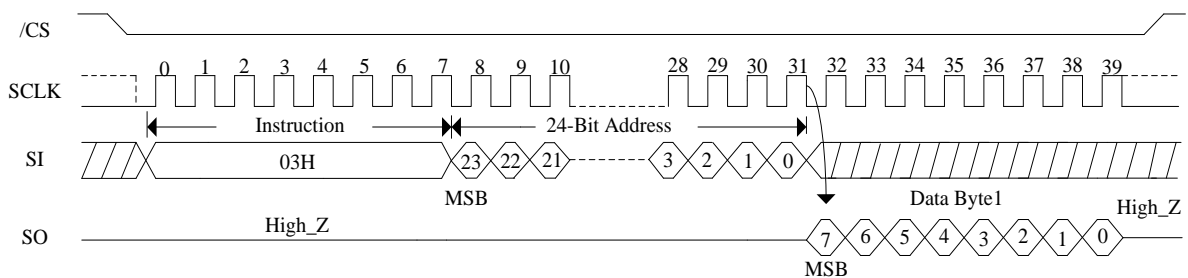 /CS
0 1 2 3 4 5 6 7 8 9 10 28 29 30 31 32 33 34 35 36 37 38 39
SCLK
Instruction 24-Bit Address
SI 03H 23 22 21 3 2 1 0
MSB Data Byte1
High_Z High_Z
SO 7 6 5 4 3 2 1 0
MSB